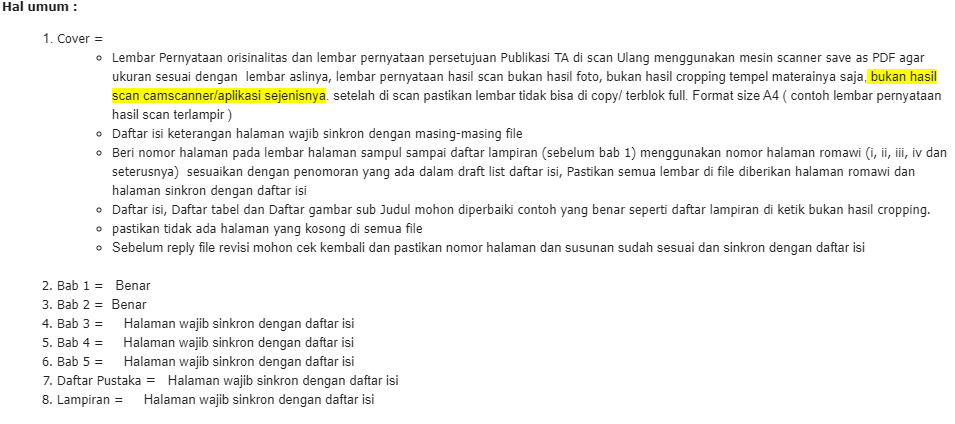 Hal umum :
1. Cover =
Lembar Pernyataan orisinalitas dan lembar pernyataan persetujuan Publikasi TA di scan Ulang menggunakan mesin scanner save as PDF agar
ukuran sesuai dengan lembar aslinya, lembar pernyataan hasil scan bukan hasil foto, bukan hasil cropping tempel materainya saja, bukan hasil
scan camscanner/aplikasi sejenisnya. setelah di scan pastikan lembar tidak bisa di copy/ terblok full. Format size A4 ( contoh lembar pernyataan
hasil scan terlampir )
Daftar isi keterangan halaman wajib sinkron dengan masing-masing file
Beri nomor halaman pada lembar halaman sampul sampai daftar lampiran (sebelum bab 1) menggunakan nomor halaman romawi (i, ii, iii, iv dan
seterusnya) sesuaikan dengan penomoran yang ada dalam draft list daftar isi, Pastikan semua lembar di file diberikan halaman romawi dan
halaman sinkron dengan daftar isi
Daftar isi, Daftar tabel dan Daftar gambar sub Judul mohon diperbaiki contoh yang benar seperti daftar lampiran di ketik bukan hasil cropping.
pastikan tidak ada halaman yang kosong di semua file
Sebelum reply file revisi mohon cek kembali dan pastikan nomor halaman dan susunan sudah sesuai dan sinkron dengan daftar isi
2. Bab 1 = Benar
3. Bab 2 = Benar
4. Bab 3 = Halaman wajib sinkron dengan daftar isi
5. Bab 4 = Halaman wajib sinkron dengan daftar isi
6. Bab 5 = Halaman wajib sinkron dengan daftar isi
7. Daftar Pustaka = Halaman wajib sinkron dengan daftar isi
8. Lampiran = Halaman wajib sinkron dengan daftar isi